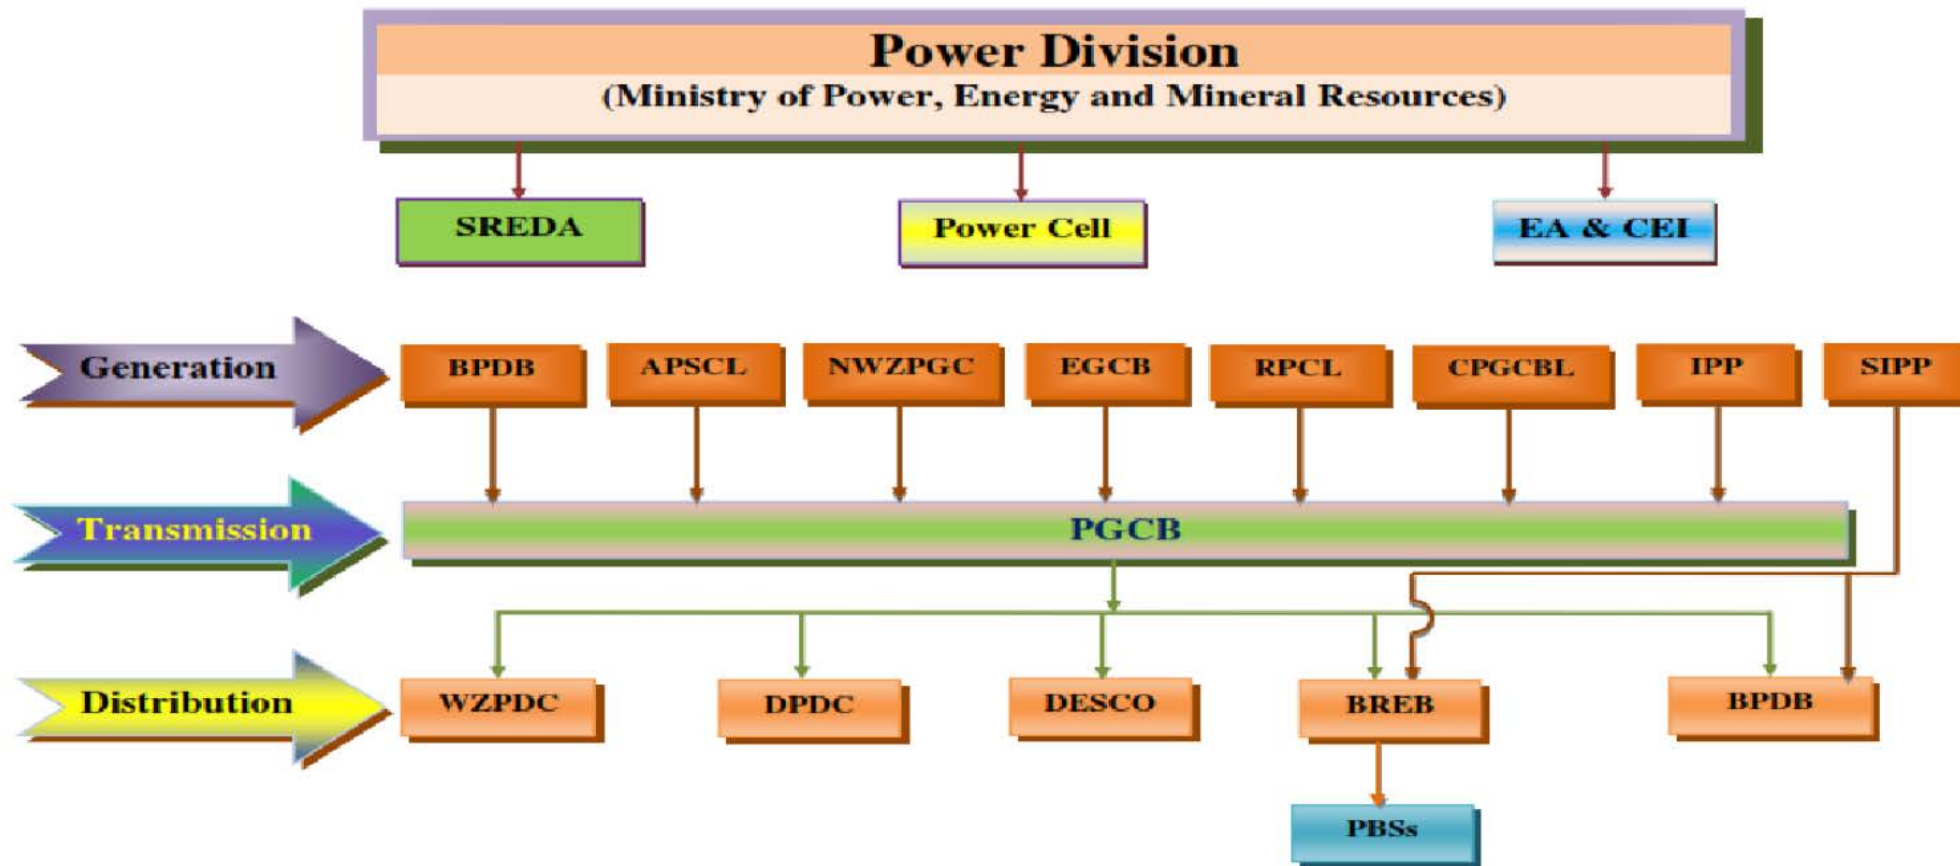 Power Division
(Ministry of Power, Energy and Mineral Resources)
SREDA
Power Cell
EA & CEI
Generation
BPDB
APSCL
NWZPGC
EGCB
RPCL
CPGCBL
IPP
SIPP
Transmission
PGCB
Distribution
WZPDC
DPDC
DESCO
BREB
BPDB
PBSs